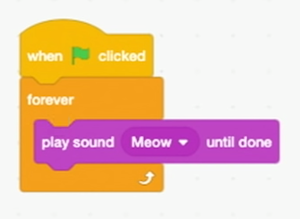 when clicked
forever
play sound Meow until done